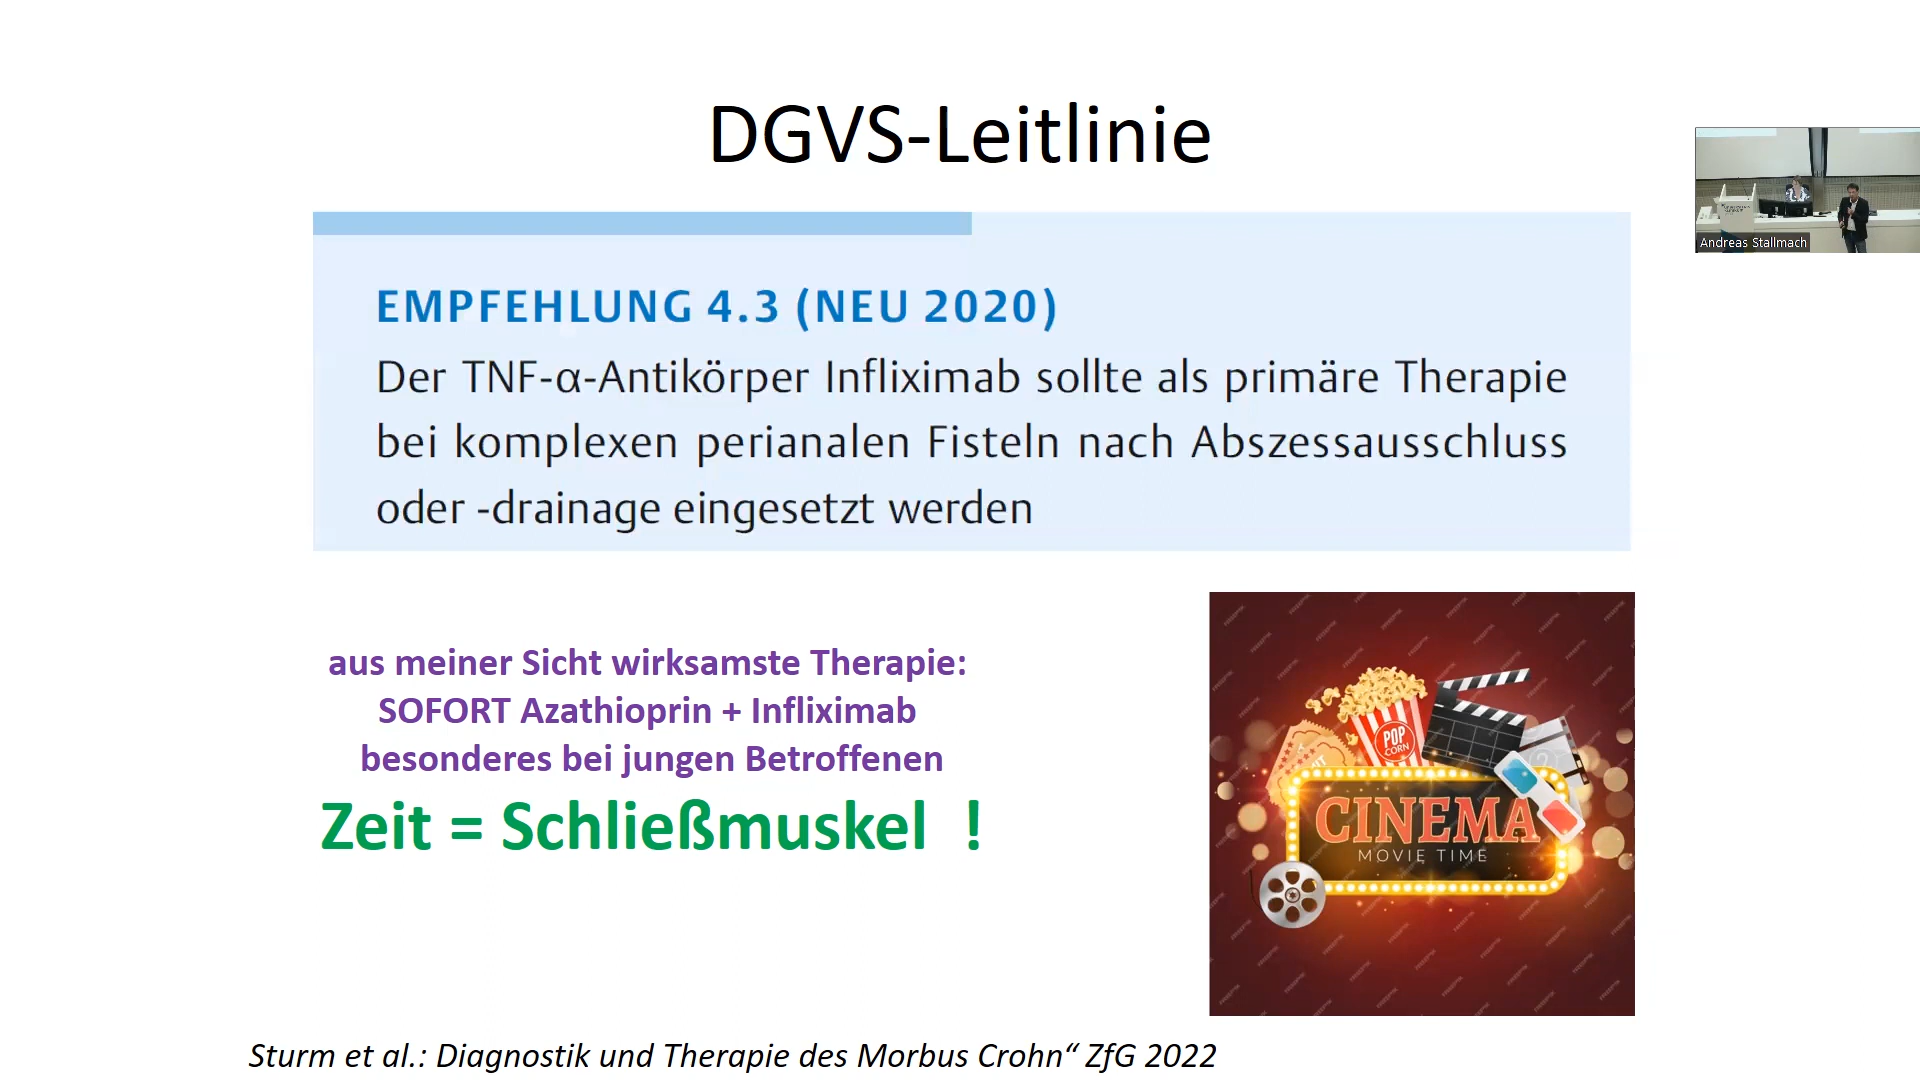 DGVS-Leitlinie
EMPFEHLUNG 4.3 (NEU 2020)
Der TNF-α-Antikörper Infliximab sollte als primäre Therapie
bei komplexen perianalen Fisteln nach Abszessausschluss
oder -drainage eingesetzt werden
Andreas Stallmach
aus meiner Sicht wirksamste Therapie:
SOFORT Azathioprin + Infliximab
besonderes bei jungen Betroffenen
Zeit = Schließmuskel !
POP
CORN
CINEMA
MOVIE TIME
Sturm et al.: Diagnostik und Therapie des Morbus Crohn“ ZfG 2022